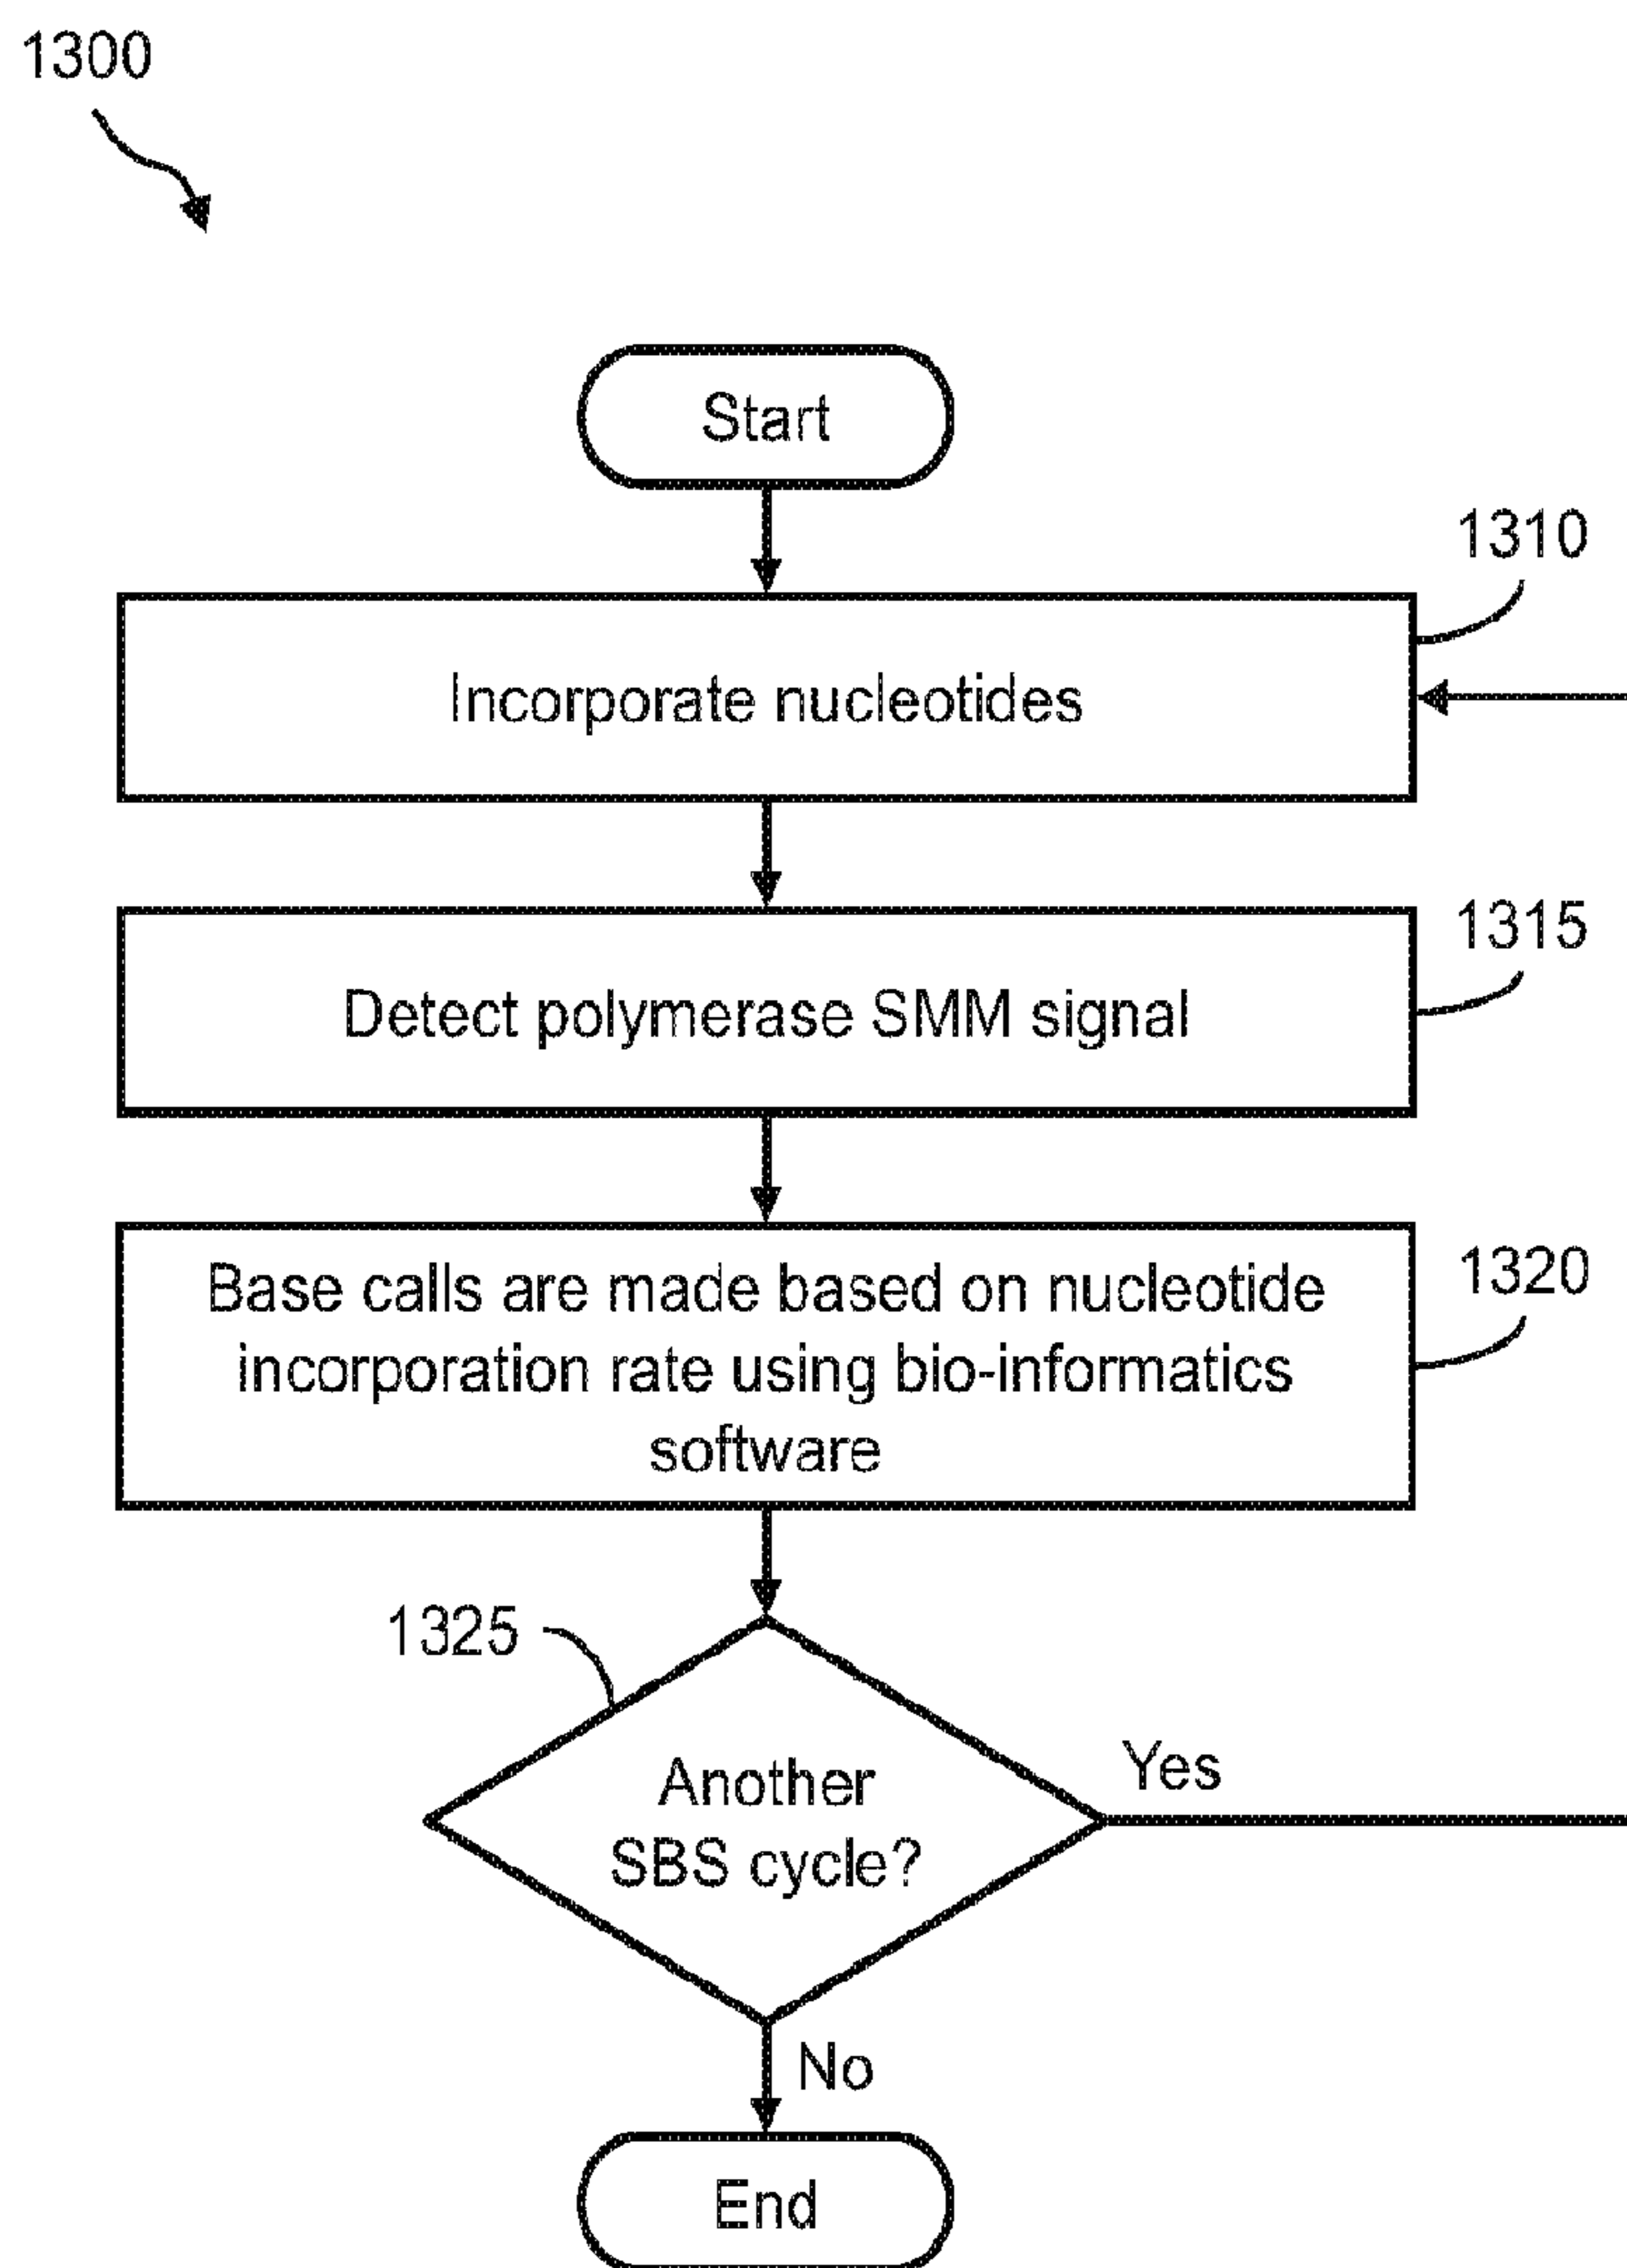 1300
Start
1310
Incorporate nucleotides
1315
Detect polymerase SMM signal
1320
Base calls are made based on nucleotide
incorporation rate using bio-informatics
software
1325
Another
SBS cycle?
Yes
No
End